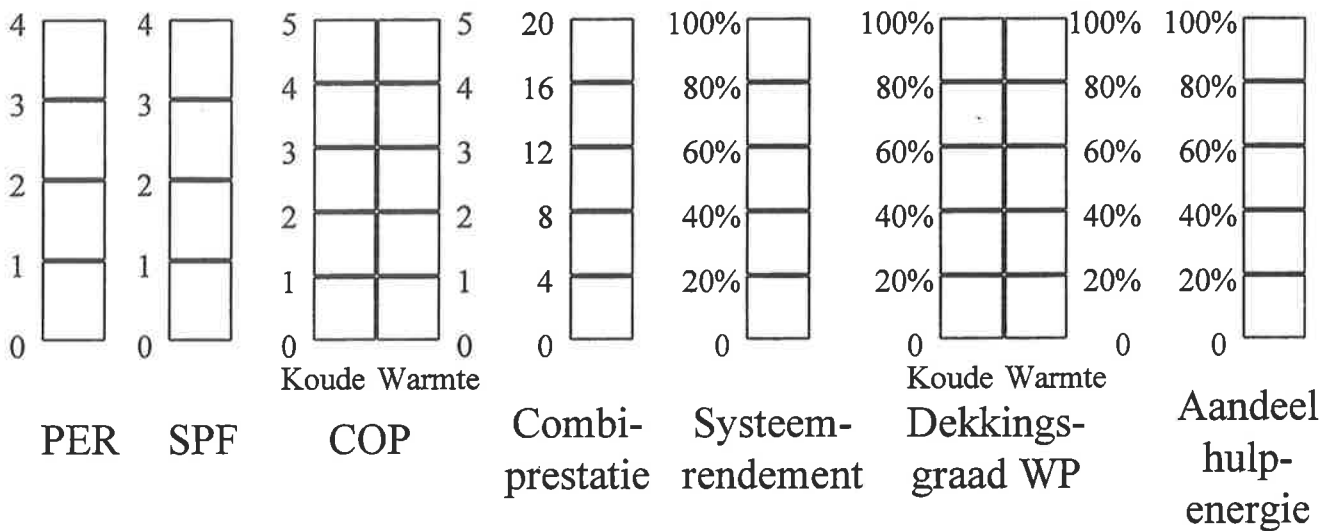 4 4 5 5 20 100% 100% 100% 100%
4 4 16 80% 80% 80% 80%
3 3
3 3 12 60% 60% 60% 60%
2 2
2 2 8 40% 40% 40% 40%
1 1
1 1 4 20% 20% 20% 20%
0 0 0 0 0 0 0 0 0
Koude Warmte Koude Warmte
PER SPF COP Combi- Systeem- Dekkings- Aandeel
prestatie rendement graad WP hulp-
energie